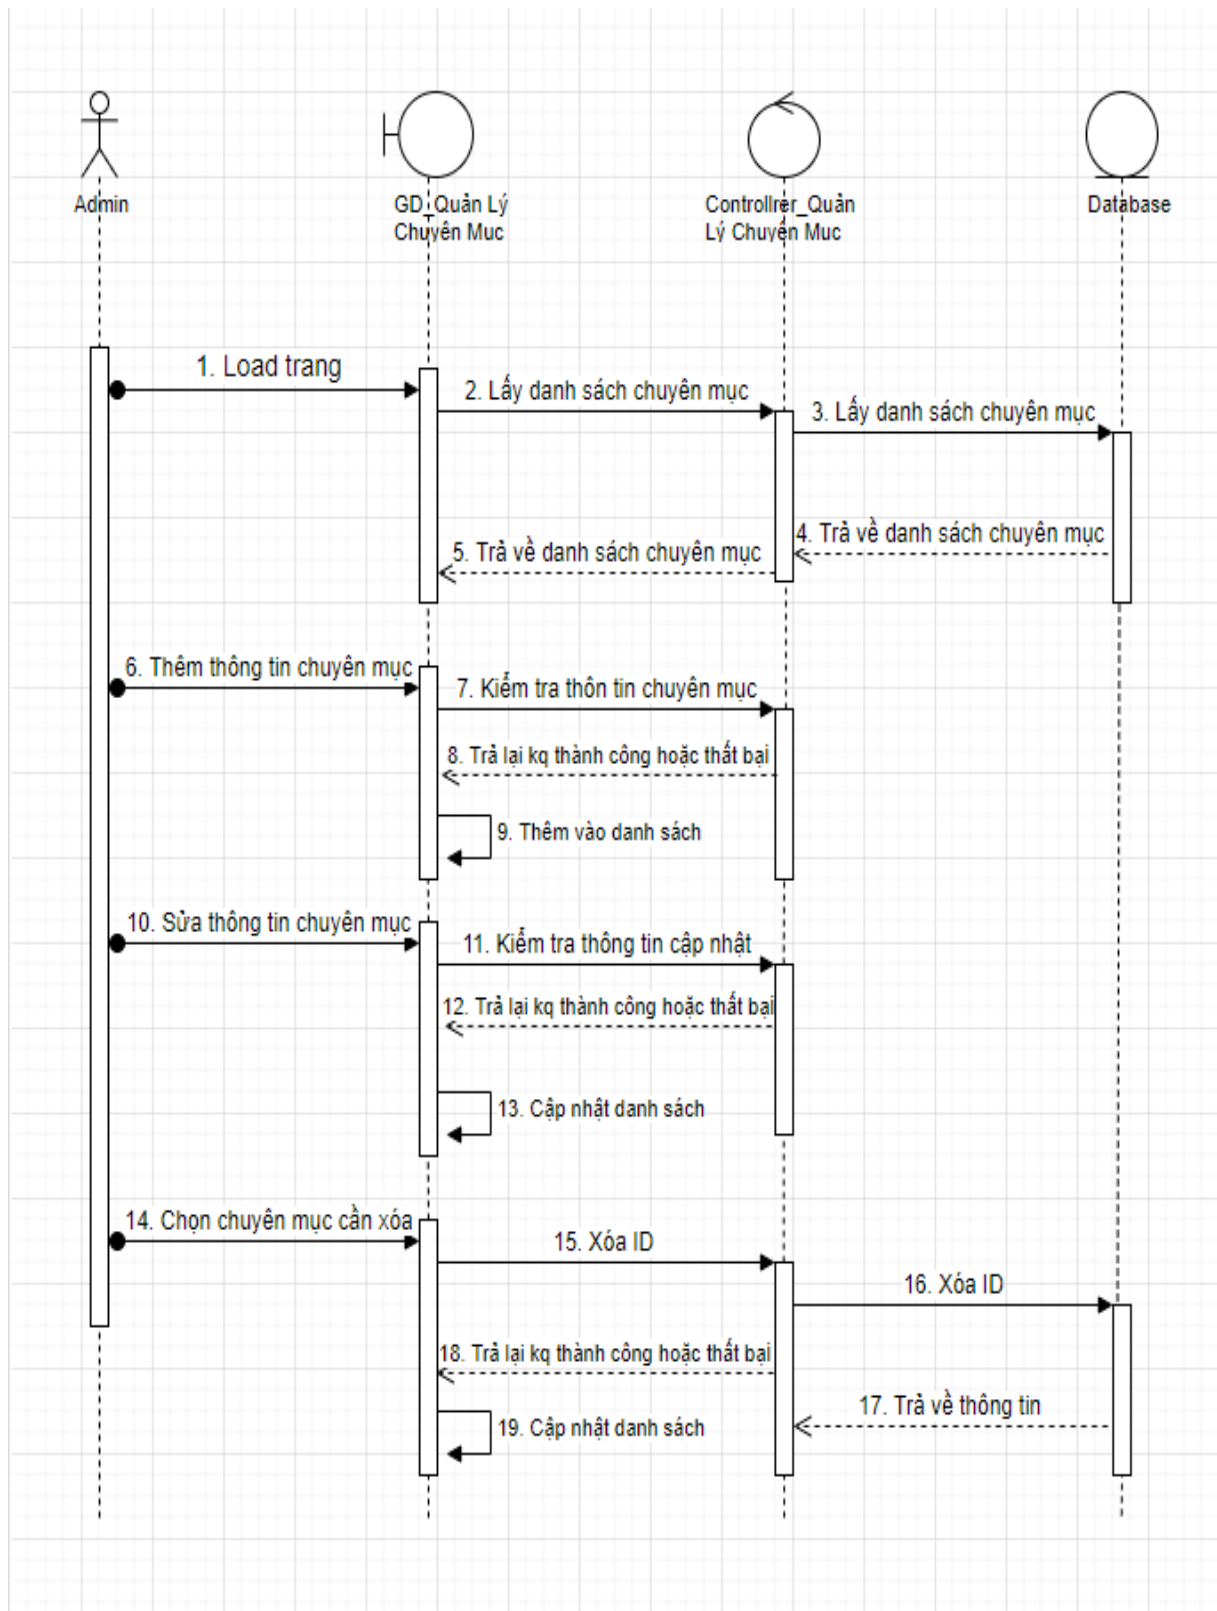 Admin
GD_Quản Lý
Chuyên Muc
Controllrer_Quản
Lý Chuyên Muc
Database
1. Load trang
2. Lấy danh sách chuyên mục
3. Lấy danh sách chuyên mục
4. Trả về danh sách chuyên mục
5. Trả về danh sách chuyên mục
6. Thêm thông tin chuyên mục
7. Kiểm tra thôn tin chuyên mục
8. Trả lại kq thành công hoặc thất bại
9. Thêm vào danh sách
10. Sửa thông tin chuyên mục
11. Kiểm tra thông tin cập nhật
12. Trả lại kq thành công hoặc thất bại
13. Cập nhật danh sách
14. Chọn chuyên mục cần xóa
15. Xóa ID
16. Xóa ID
18. Trả lại kq thành công hoặc thất bại
17. Trả về thông tin
19. Cập nhật danh sách